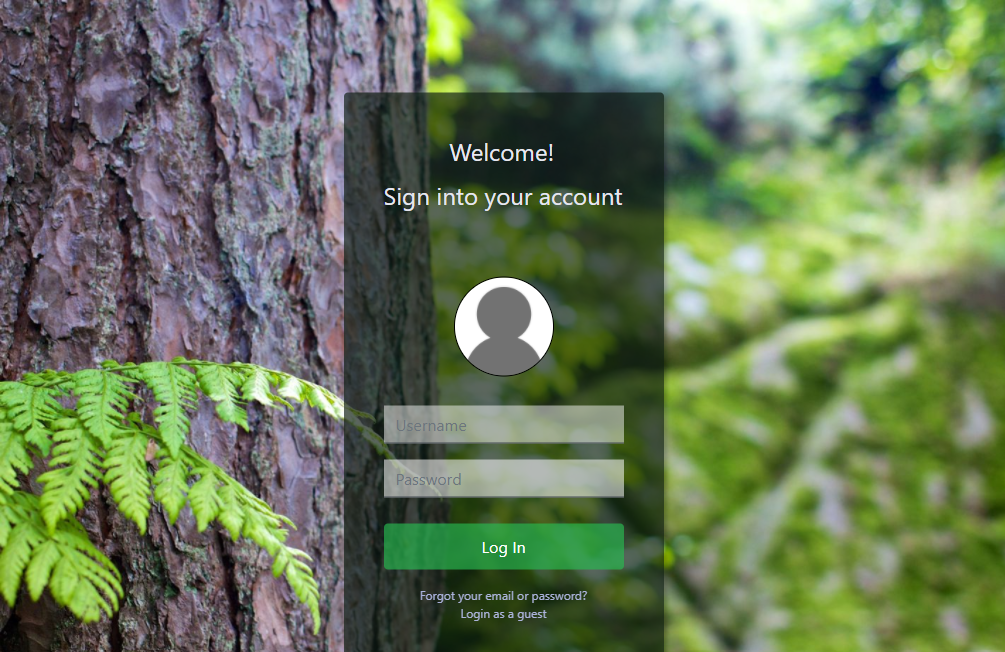 Welcome!
Sign into your account
Username
Password
Log In
Forgot your email or password?
Login as a guest